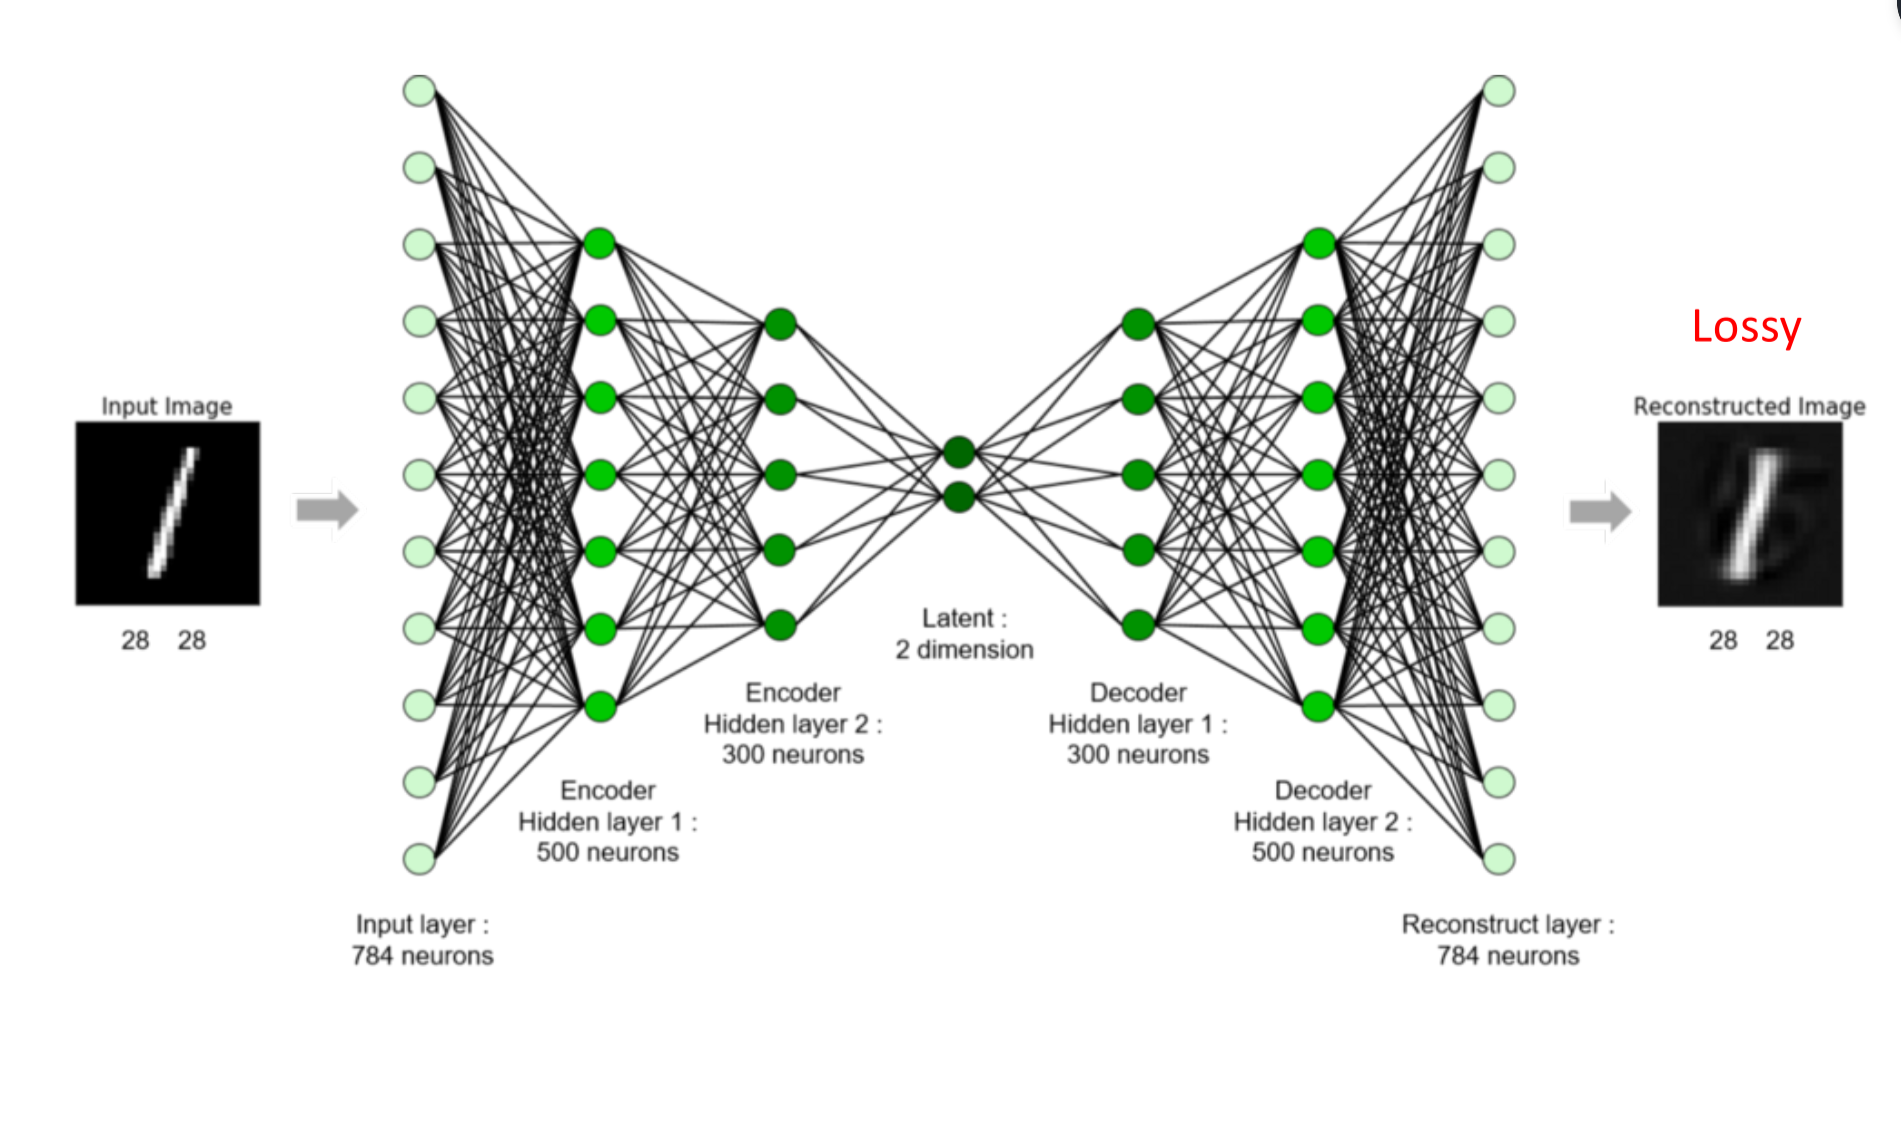 Lossy
Input Image
Reconstructed Image
28 28
28 28
Latent :
2 dimension
Encoder
Hidden layer 2 :
300 neurons
Decoder
Hidden layer 1 :
300 neurons
Encoder
Hidden layer 1 :
500 neurons
Decoder
Hidden layer 2 :
500 neurons
Input layer :
784 neurons
Reconstruct layer :
784 neurons